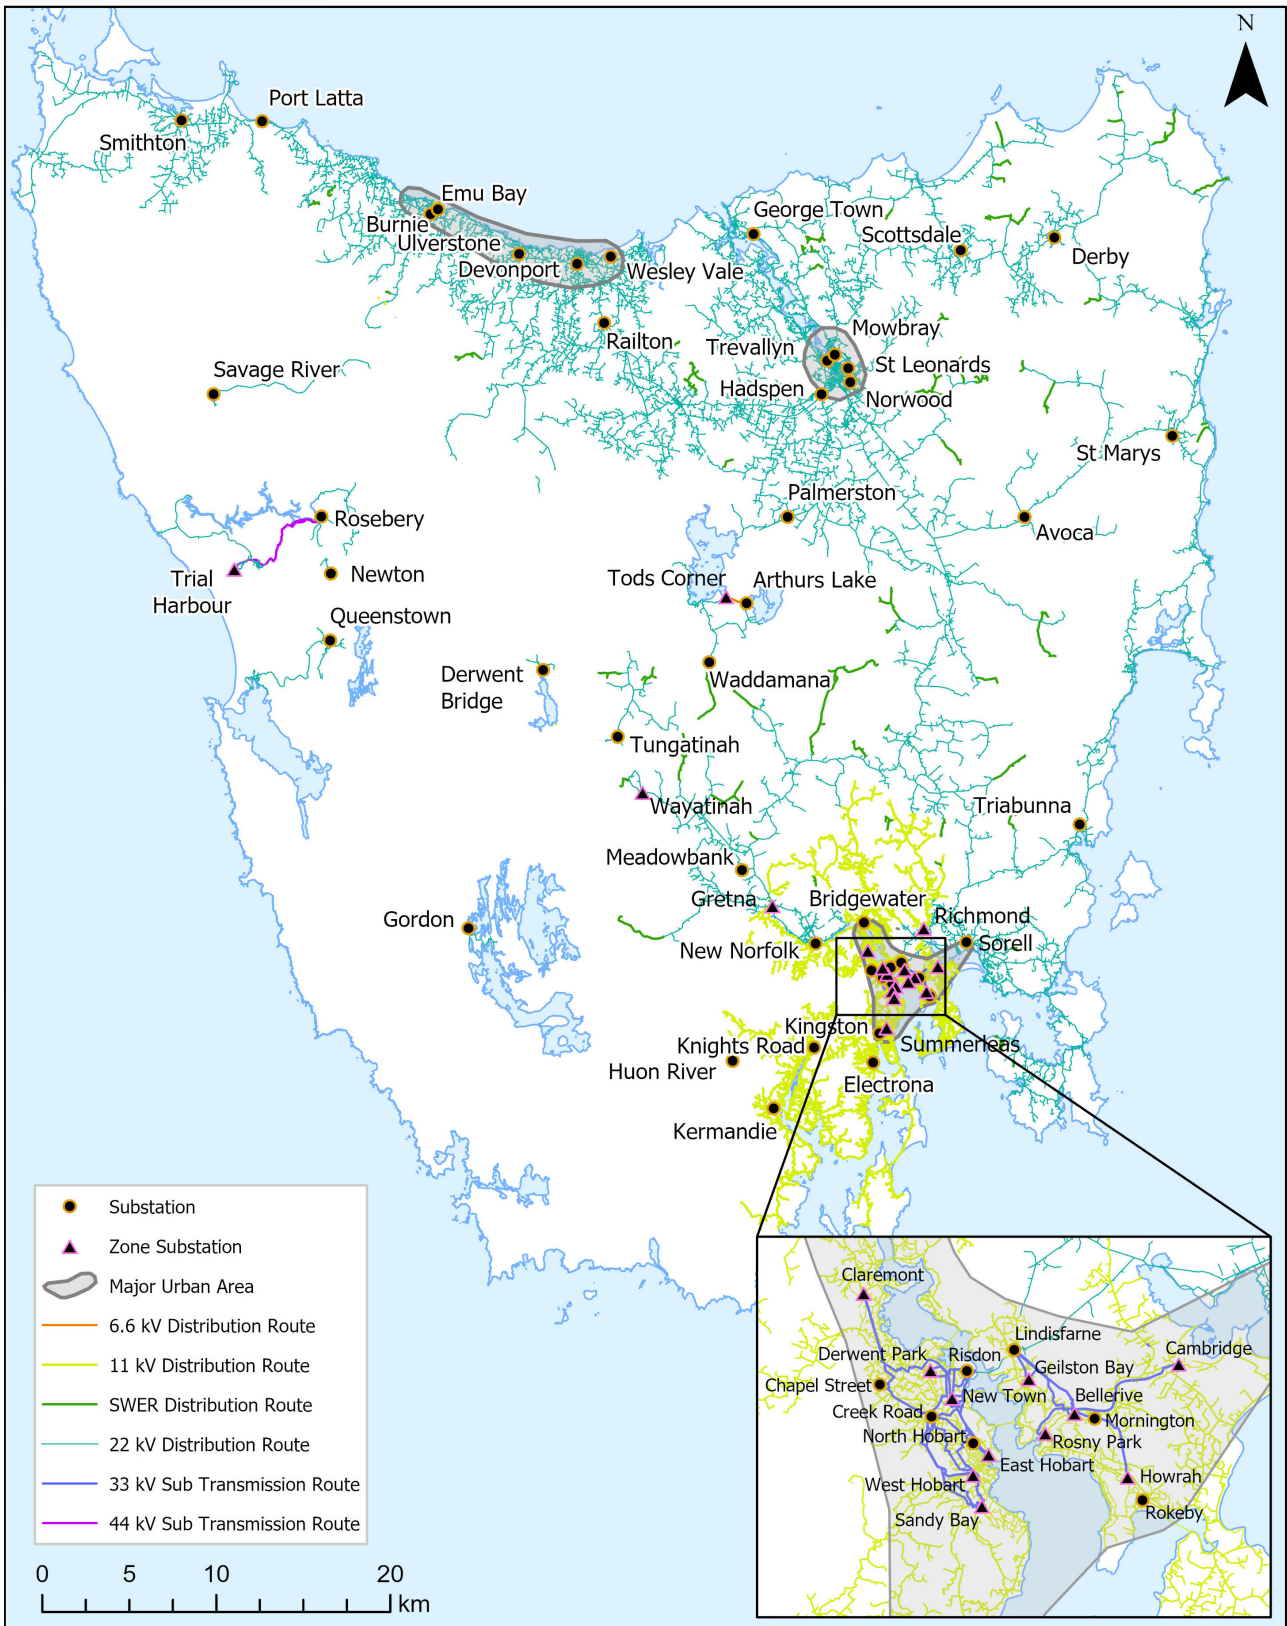 N
Port Latta
Smithton
Emu Bay
Burnie
Ulverstone
Devonport
Wesley Vale
George Town
Scottsdale
Derby
Railton
Mowbray
Trevallyn
St Leonards
Hadspen
Norwood
Savage River
St Marys
Palmerston
Rosebery
Avoca
Trial
Harbour
Newton
Tods Corner
Arthurs Lake
Queenstown
Derwent
Bridge
Waddamana
Tungatinah
Wayatinah
Triabunna
Meadowbank
Gretna
Bridgewater
Richmond
Gordon
New Norfolk
Sorell
Kingston
Summerleas
Knights Road
Huon River
Electrona
Kermandie
Substation
Zone Substation
Major Urban Area
6.6 kV Distribution Route
11 kV Distribution Route
SWER Distribution Route
22 kV Distribution Route
33 kV Sub Transmission Route
44 kV Sub Transmission Route
0 5 10 20
km
Claremont
Lindisfarne
Derwent Park
Risdon
Cambridge
Geilston Bay
Chapel Street
New Town
Bellerive
Creek Road
Mornington
North Hobart
Rosny Park
East Hobart
West Hobart
Howrah
Sandy Bay
Rokeby